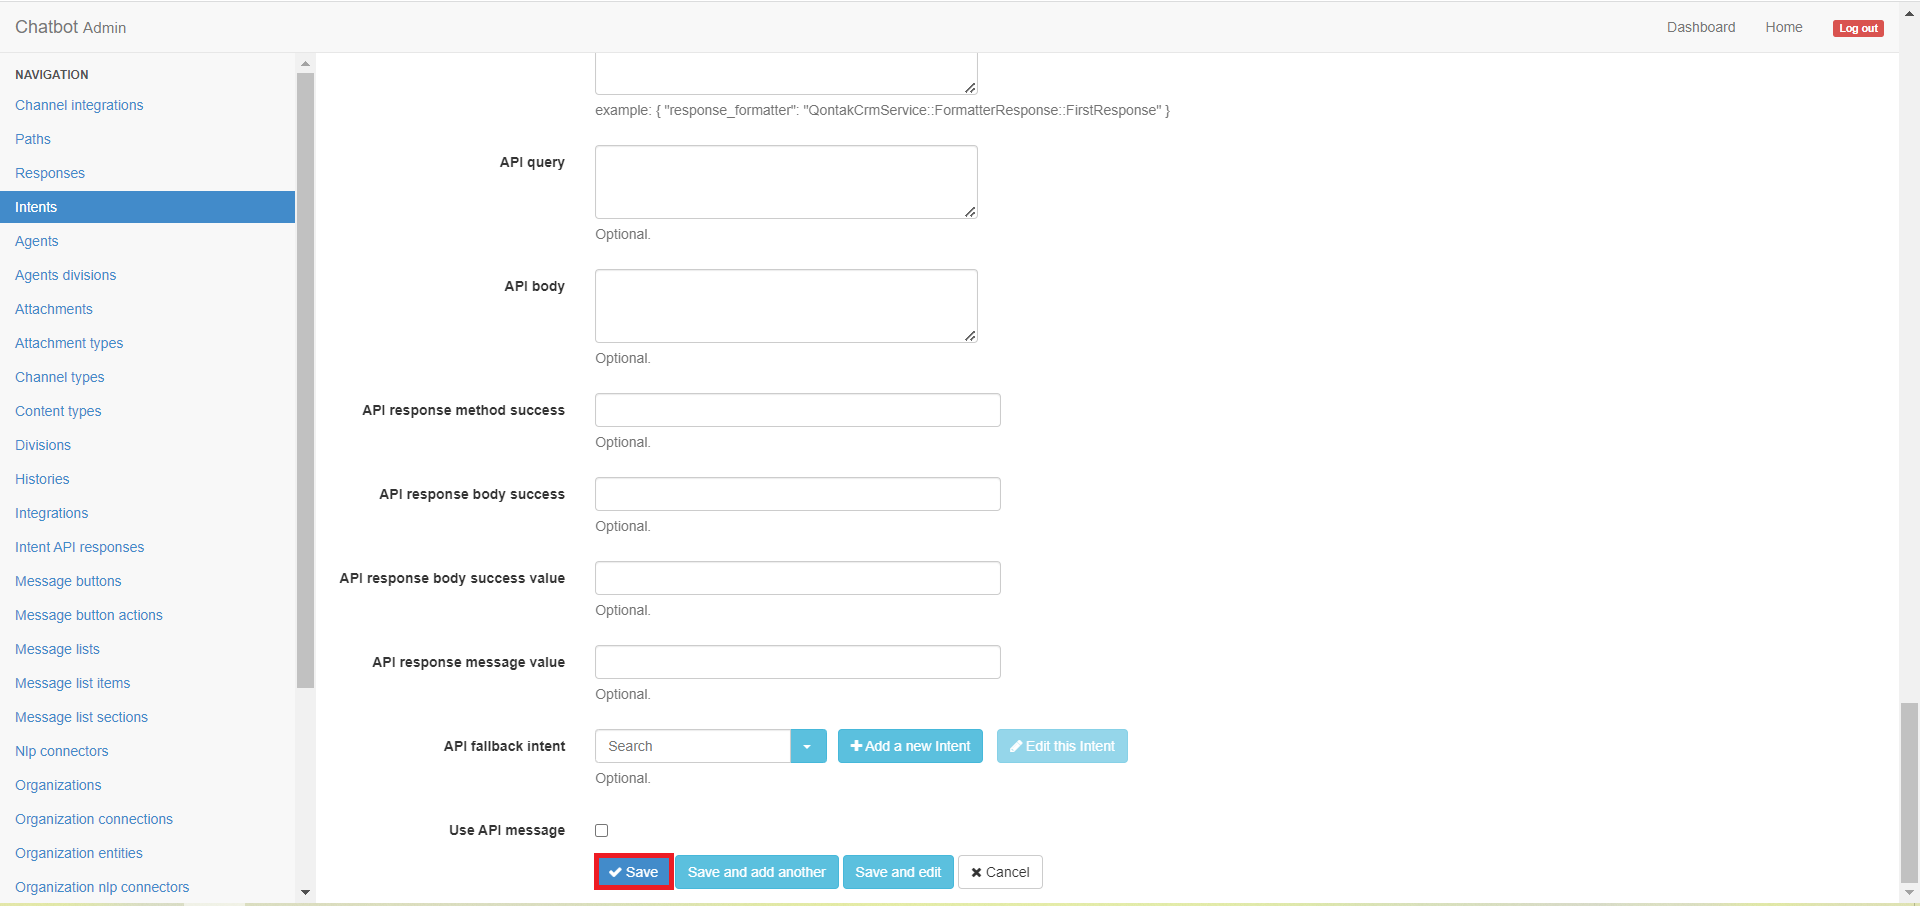 Chatbot Admin
Dashboard
Home
Log out
NAVIGATION
Channel integrations
Paths
Responses
Intents
Agents
Agents divisions
Attachments
Attachment types
Channel types
Content types
Divisions
Histories
Integrations
Intent API responses
Message buttons
Message button actions
Message lists
Message list items
Message list sections
Nlp connectors
Organizations
Organization connections
Organization entities
Organization nlp connectors
example: { "response_formatter": "QontakCrmService::FormatterResponse::FirstResponse" }
API query
Optional.
API body
Optional.
API response method success
Optional.
API response body success
Optional.
API response body success value
Optional.
API response message value
Optional.
API fallback intent
Search
Add a new Intent
Edit this Intent
Optional.
Use API message
Save
Save and add another
Save and edit
Cancel